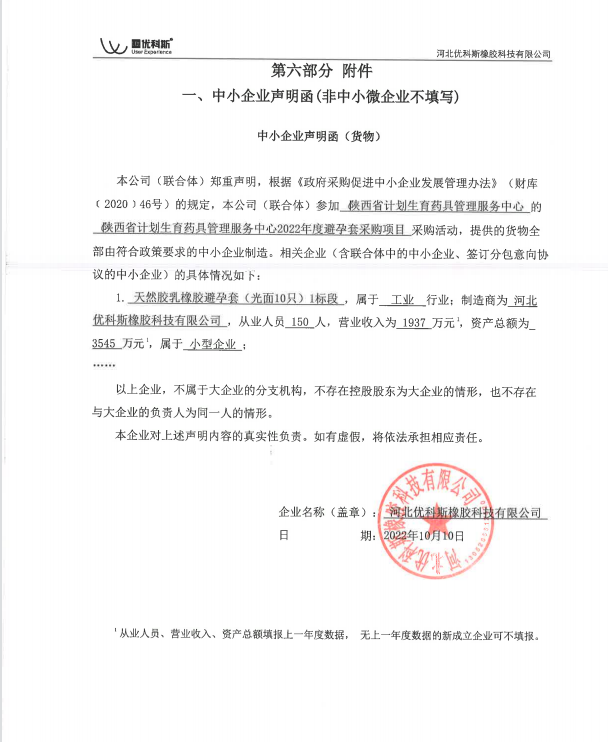 优科斯
User Experience
河北优科斯橡胶科技有限公司
第六部分 附件
一、中小企业声明函(非中小微企业不填写)
中小企业声明函（货物）
本公司（联合体）郑重声明，根据《政府采购促进中小企业发展管理办法》（财库
﹝2020﹞46号）的规定，本公司（联合体）参加 陕西省计划生育药具管理服务中心 的
陕西省计划生育药具管理服务中心2022年度避孕套采购项目 采购活动，提供的货物全
部由符合政策要求的中小企业制造。相关企业（含联合体中的中小企业、签订分包意向协
议的中小企业）的具体情况如下：
1. 天然胶乳橡胶避孕套（光面10只）1标段，属于 工业 行业；制造商为 河北
优科斯橡胶科技有限公司 ，从业人员 150 人，营业收入为 1937 万元¹，资产总额为
3545 万元¹，属于 小型企业 ；
……
以上企业，不属于大企业的分支机构，不存在控股股东为大企业的情形，也不存在
与大企业的负责人为同一人的情形。
本企业对上述声明内容的真实性负责。如有虚假，将依法承担相应责任。
企业名称（盖章）：河北优科斯橡胶科技有限公司
日 期：2022年10月10日
河北优科斯橡胶科技有限公司
¹从业人员、营业收入、资产总额填报上一年度数据， 无上一年度数据的新成立企业可不填报。